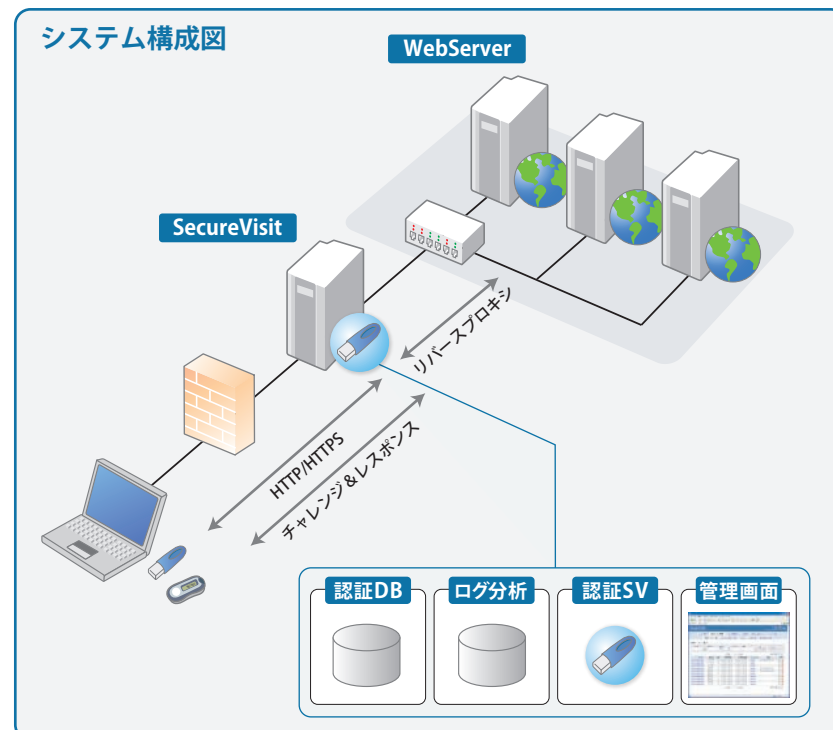 システム構成図
WebServer
SecureVisit
リバースプロキシ
HTTP/HTTPS
チャレンジ&レスポンス
認証DB
ログ分析
認証SV
管理画面